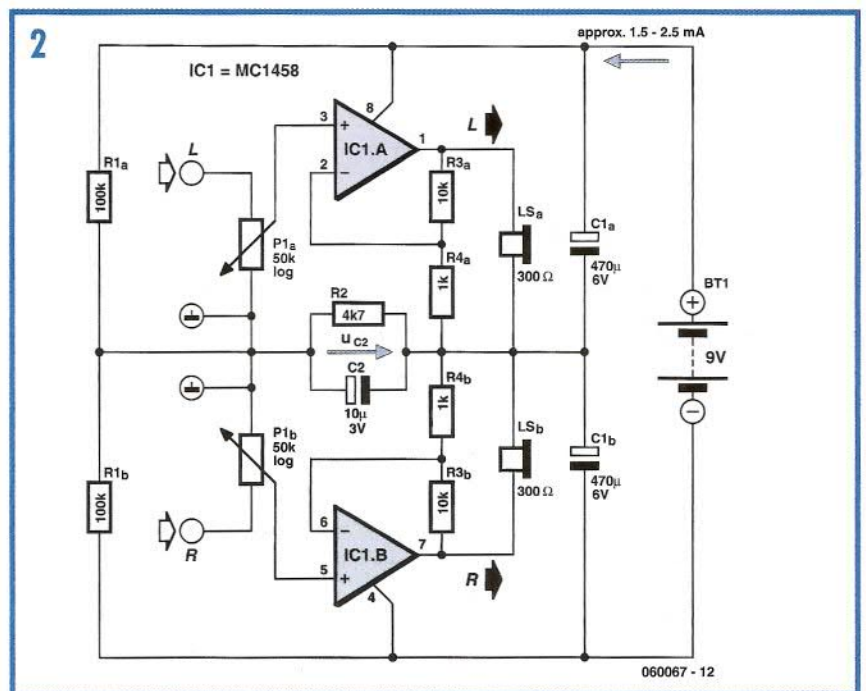 2
approx. 1.5 - 2.5 mA
IC1 = MC1458
8
3
+
L
L
IC1.A
1
R1a
100k
2
–
R3a
10k
P1a
50k
log
LSa
300 Ω
C1a
470µ
6V
R4a
1k
BT1
+
R2
4k7
uC2
C2
10µ
3V
9V
–
R4b
1k
P1b
50k
log
LSb
300 Ω
C1b
470µ
6V
R1b
100k
R3b
10k
6
–
IC1.B
7
R
5
+
4
R
060067 - 12